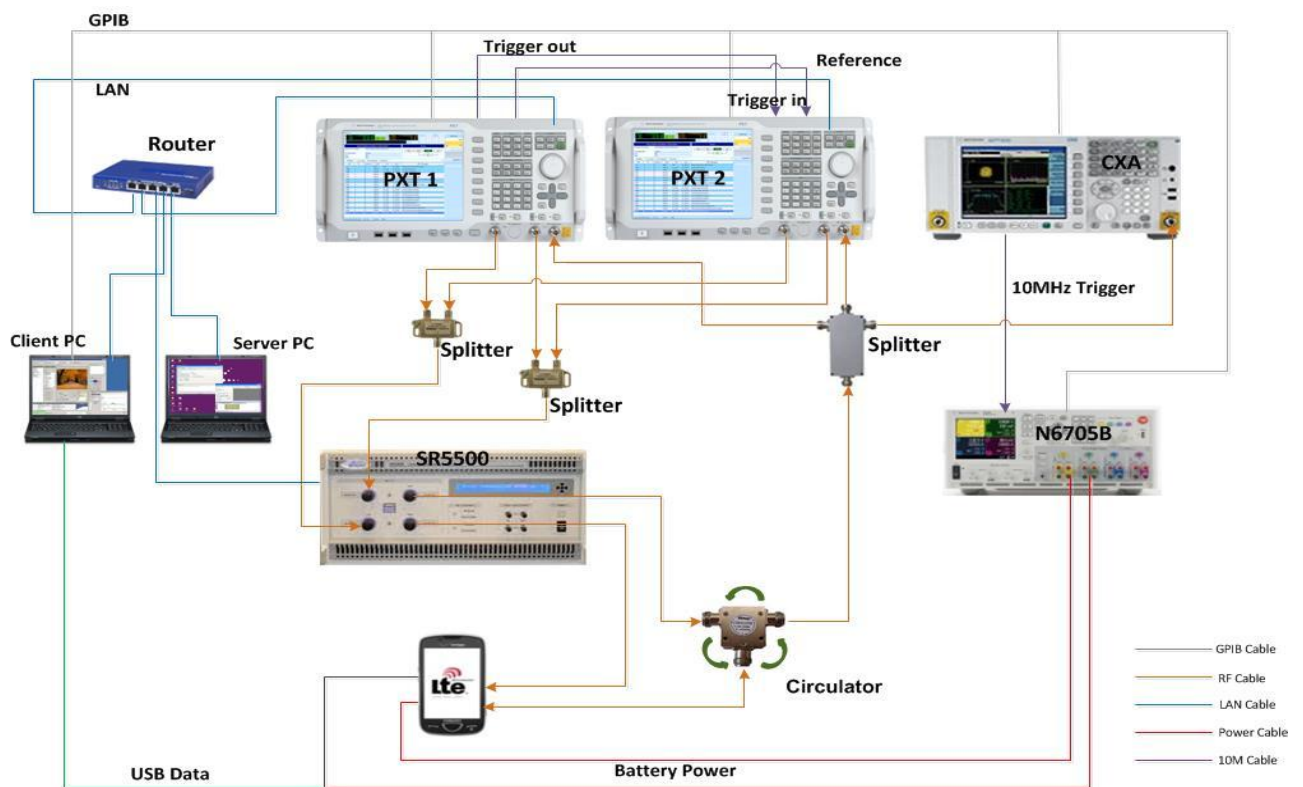 GPIB
Trigger out
Reference
LAN
Trigger in
Router
PXT 1
PXT 2
CXA
10MHz Trigger
Client PC
Server PC
Splitter
Splitter
Splitter
N6705B
SR5500
Lte
Circulator
GPIB Cable
RF Cable
LAN Cable
Power Cable
10M Cable
USB Data
Battery Power